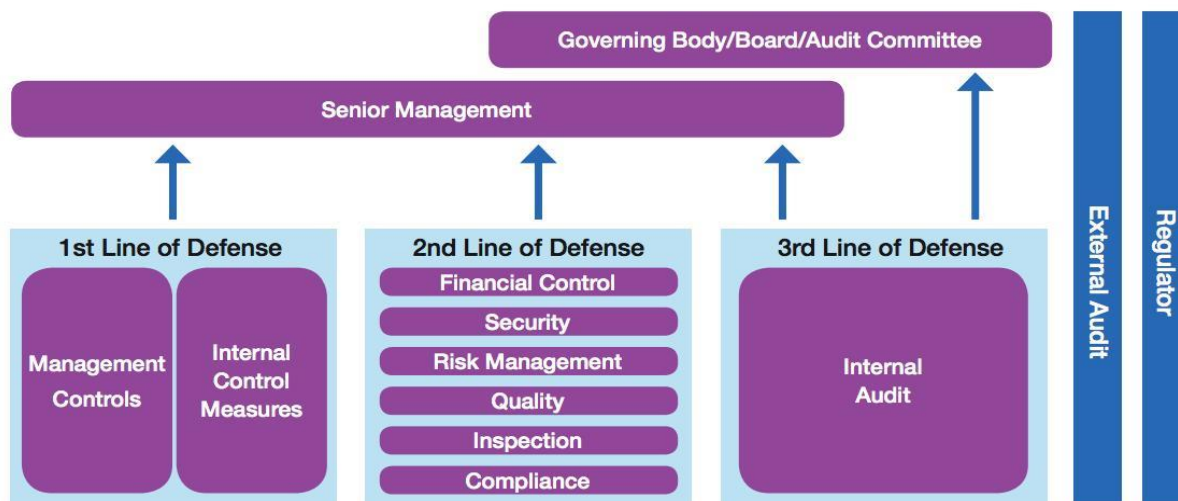 Governing Body/Board/Audit Committee
Senior Management
1st Line of Defense
Management
Controls
Internal
Control
Measures
2nd Line of Defense
Financial Control
Security
Risk Management
Quality
Inspection
Compliance
3rd Line of Defense
Internal
Audit
External Audit
Regulator